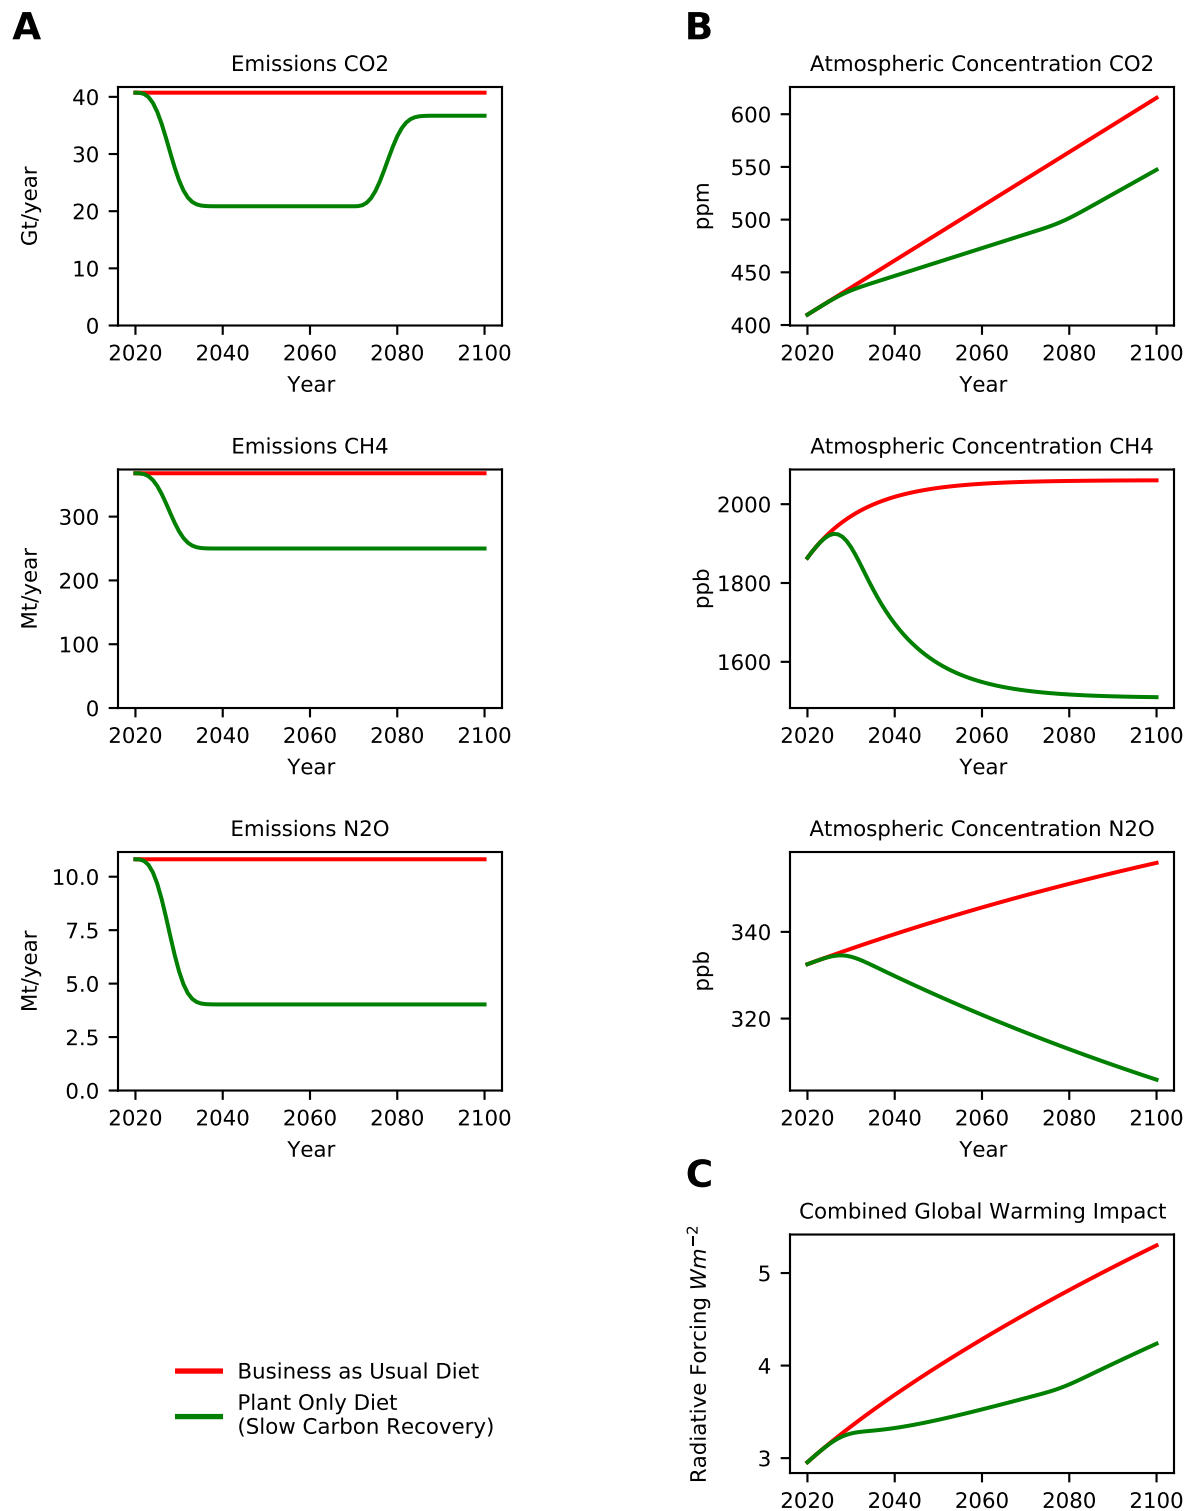 A
B
Emissions CO2
Gt/year
40
30
20
10
0
2020 2040 2060 2080 2100
Year
Atmospheric Concentration CO2
ppm
600
550
500
450
400
2020 2040 2060 2080 2100
Year
Emissions CH4
Mt/year
300
200
100
0
2020 2040 2060 2080 2100
Year
Atmospheric Concentration CH4
ppb
2000
1800
1600
2020 2040 2060 2080 2100
Year
Emissions N2O
Mt/year
10.0
7.5
5.0
2.5
0.0
2020 2040 2060 2080 2100
Year
Atmospheric Concentration N2O
ppb
340
320
2020 2040 2060 2080 2100
Year
C
Combined Global Warming Impact
Radiative Forcing Wm⁻²
5
4
3
2020 2040 2060 2080 2100
Business as Usual Diet
Plant Only Diet
(Slow Carbon Recovery)